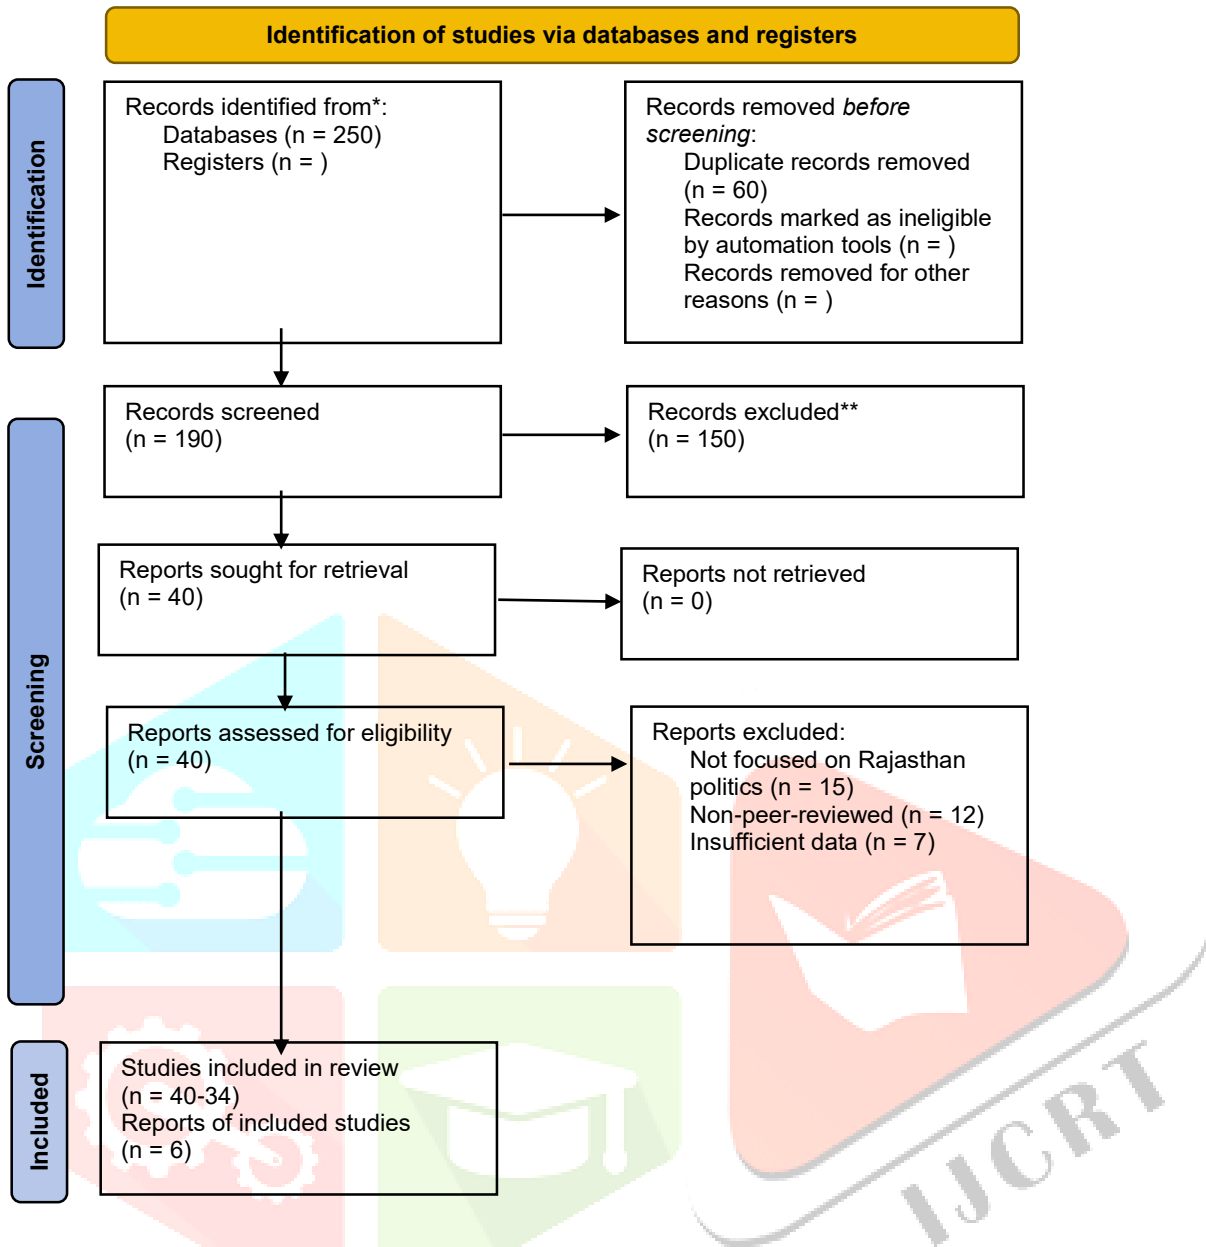 Identification of studies via databases and registers
Identification
Records identified from*:
Databases (n = 250)
Registers (n = )
Records removed before
screening:
Duplicate records removed
(n = 60)
Records marked as ineligible
by automation tools (n = )
Records removed for other
reasons (n = )
Screening
Records screened
(n = 190)
Records excluded**
(n = 150)
Reports sought for retrieval
(n = 40)
Reports not retrieved
(n = 0)
Reports assessed for eligibility
(n = 40)
Reports excluded:
Not focused on Rajasthan
politics (n = 15)
Non-peer-reviewed (n = 12)
Insufficient data (n = 7)
Included
Studies included in review
(n = 40-34)
Reports of included studies
(n = 6)
IJCRT